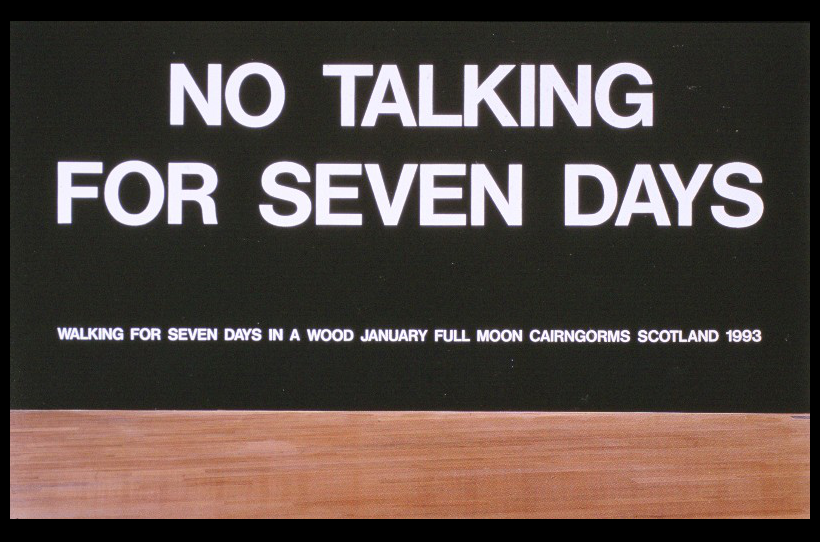 NO TALKING
FOR SEVEN DAYS
WALKING FOR SEVEN DAYS IN A WOOD JANUARY FULL MOON CAIRNGORMS SCOTLAND 1993